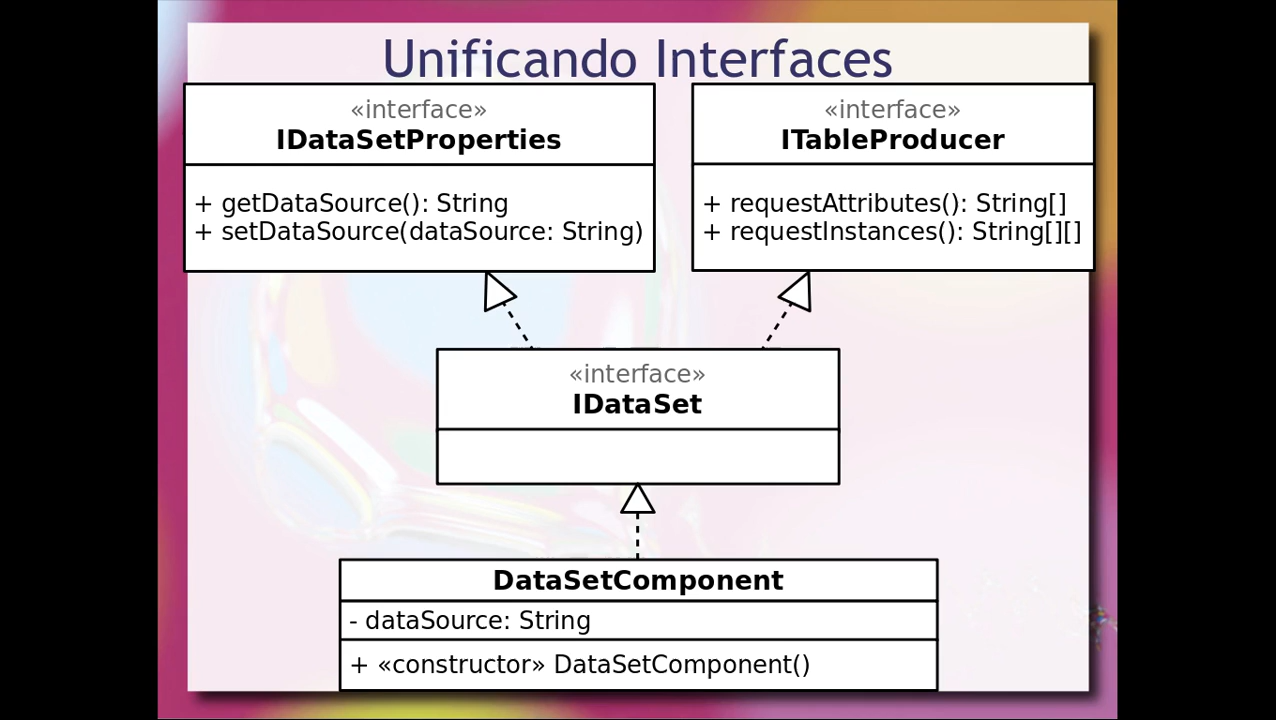 Unificando Interfaces
«interface»
IDataSetProperties
+ getDataSource(): String
+ setDataSource(dataSource: String)
«interface»
ITableProducer
+ requestAttributes(): String[]
+ requestInstances(): String[][]
«interface»
IDataSet
DataSetComponent
- dataSource: String
+ «constructor» DataSetComponent()